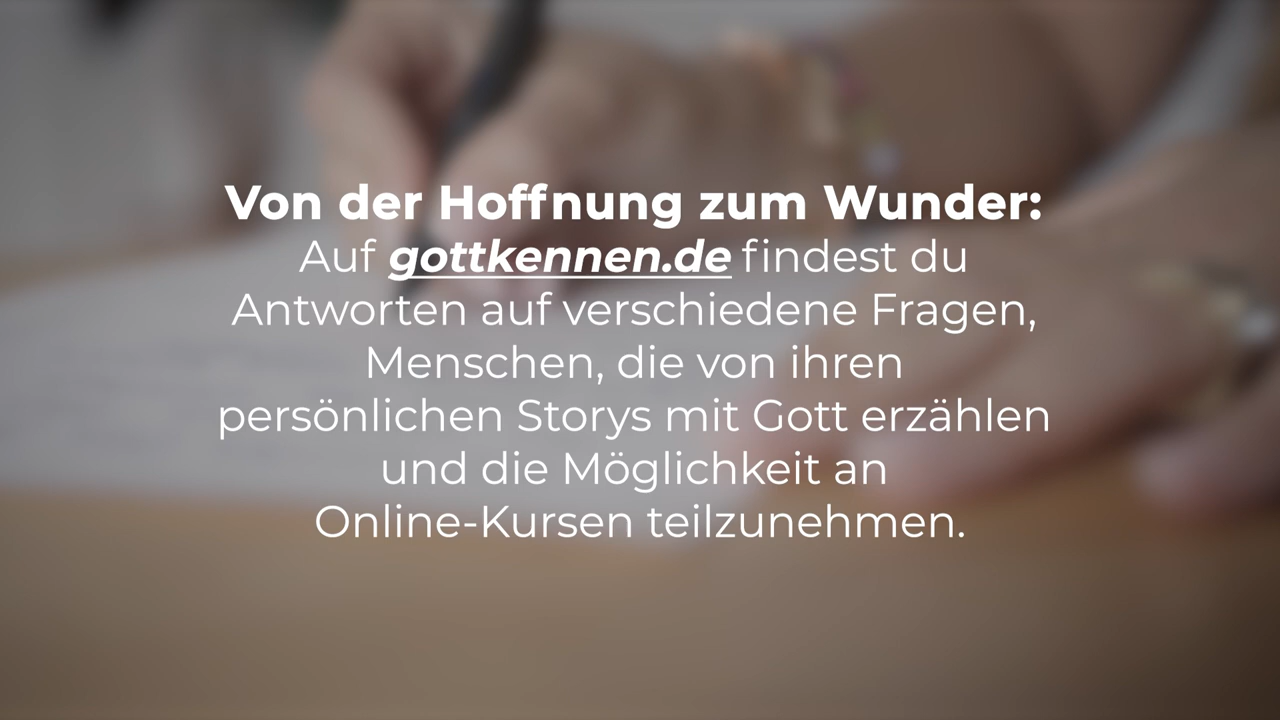 Von der Hoffnung zum Wunder:
Auf gottkennen.de findest du
Antworten auf verschiedene Fragen,
Menschen, die von ihren
persönlichen Storys mit Gott erzählen
und die Möglichkeit an
Online-Kursen teilzunehmen.